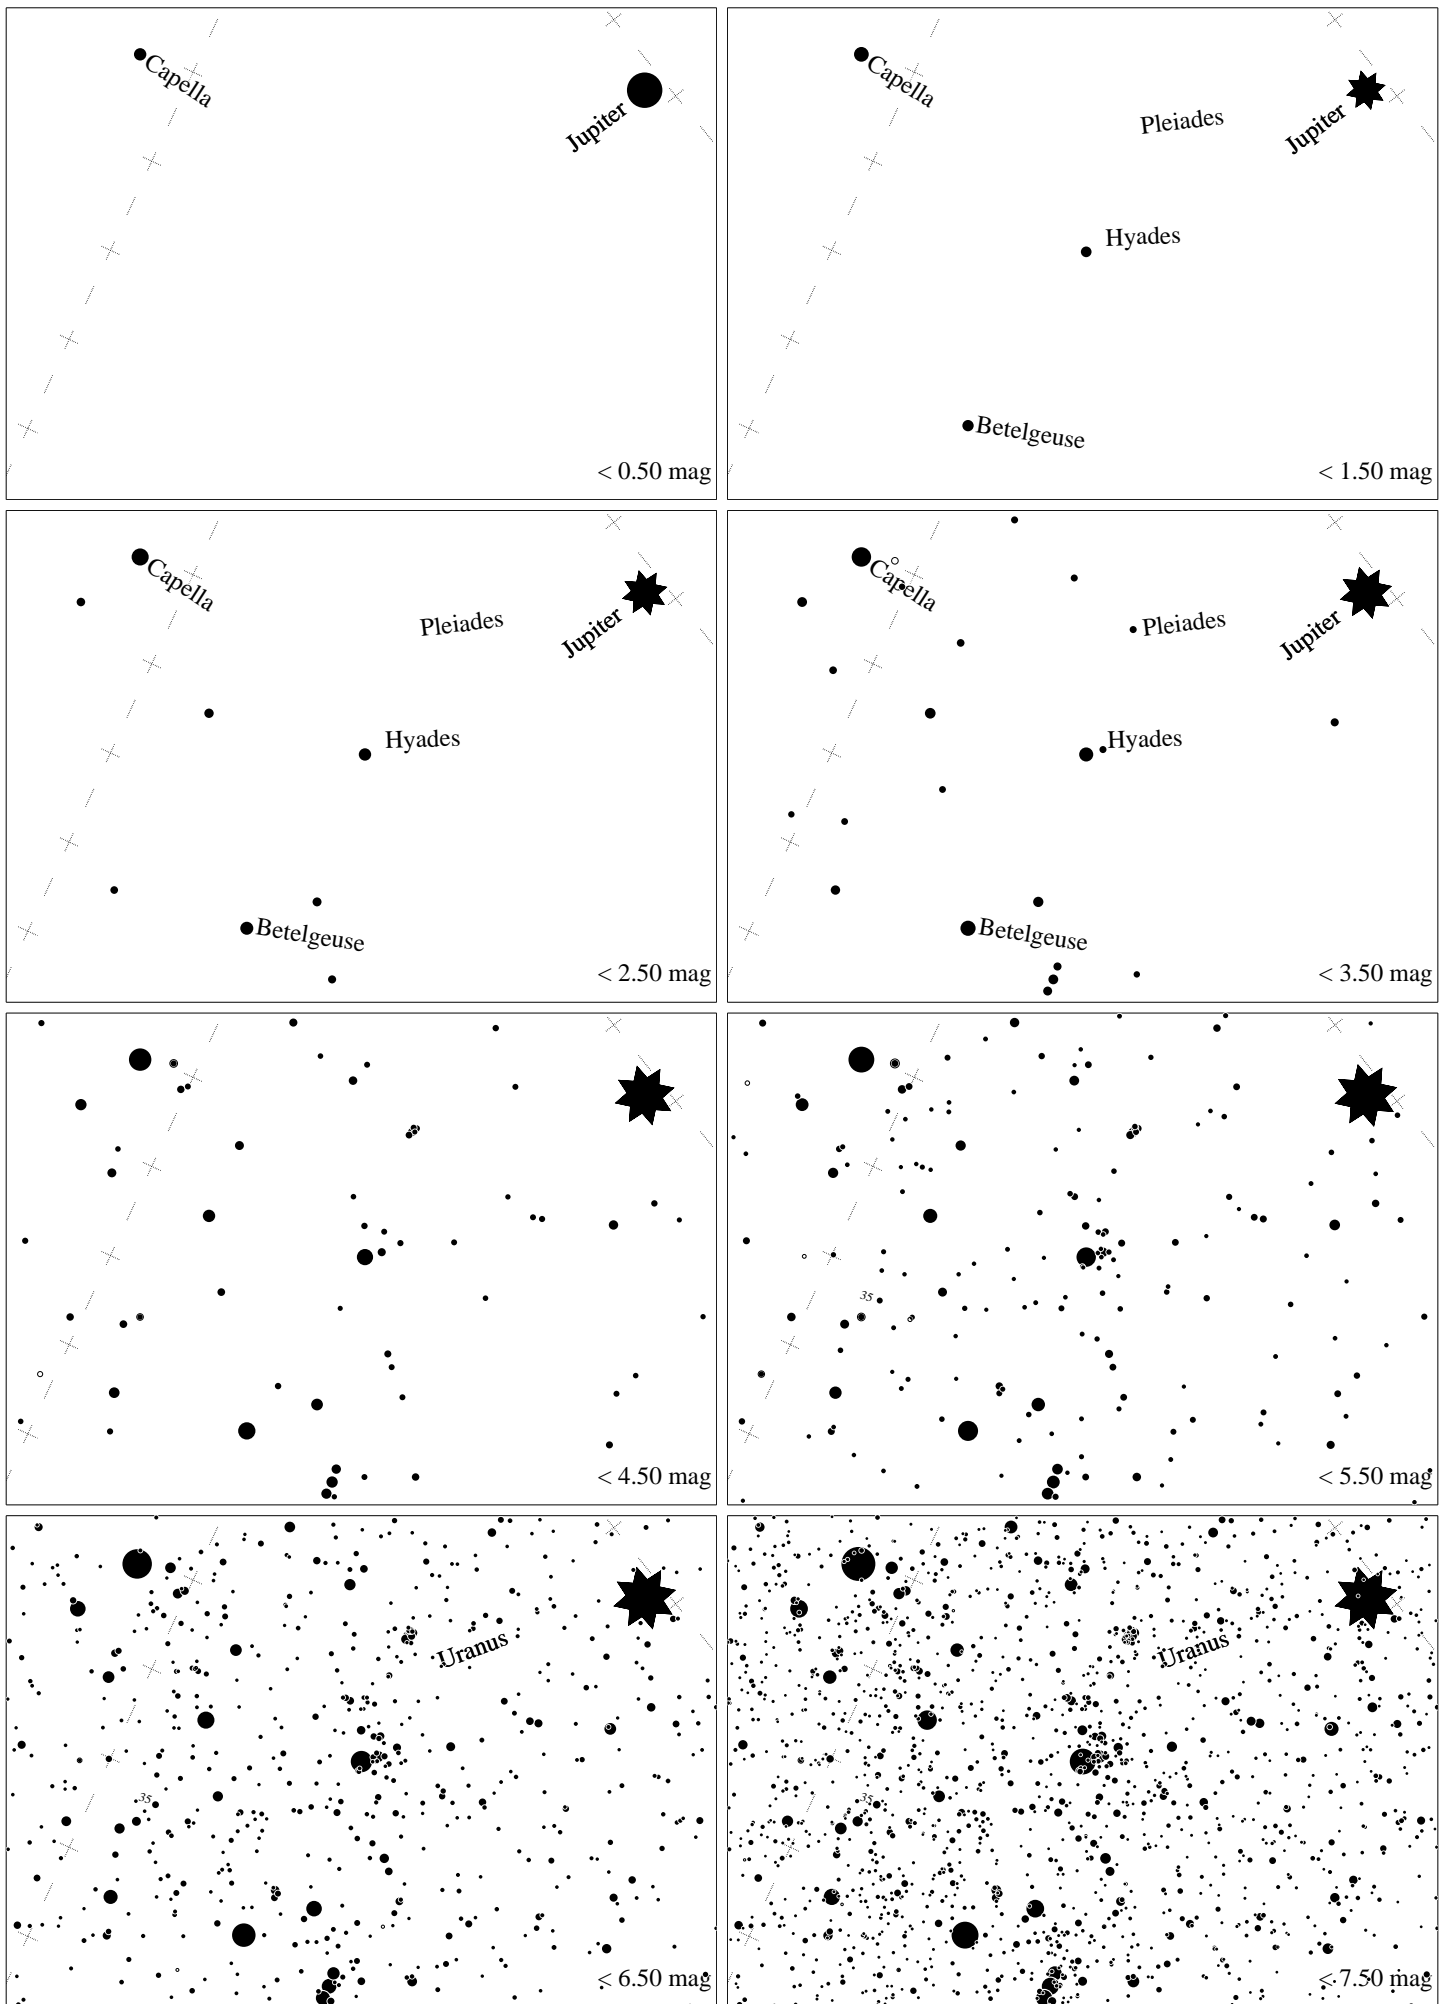 Capella
Jupiter
< 0.50 mag
Capella
Pleiades
Jupiter
Hyades
Betelgeuse
< 1.50 mag
Capella
Pleiades
Jupiter
Hyades
Betelgeuse
< 2.50 mag
Capella
Pleiades
Jupiter
Hyades
Betelgeuse
< 3.50 mag
< 4.50 mag
35
< 5.50 mag
Uranus
35
< 6.50 mag
Uranus
35
< 7.50 mag